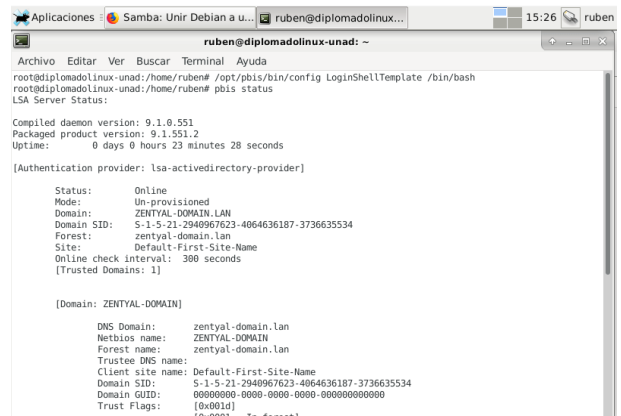 Aplicaciones
Samba: Unir Debian a u...
ruben@diplomadolinux...
15:26
ruben
ruben@diplomadolinux-unad: ~
Archivo Editar Ver Buscar Terminal Ayuda
root@diplomadolinux-unad:/home/ruben# /opt/pbis/bin/config LoginShellTemplate /bin/bash
root@diplomadolinux-unad:/home/ruben# pbis status
LSA Server Status:
Compiled daemon version: 9.1.0.551
Packaged product version: 9.1.551.2
Uptime: 0 days 0 hours 23 minutes 28 seconds
[Authentication provider: lsa-activedirectory-provider]
Status: Online
Mode: Un-provisioned
Domain: ZENTYAL-DOMAIN.LAN
Domain SID: S-1-5-21-2940967623-4064636187-3736635534
Forest: zentyal-domain.lan
Site: Default-First-Site-Name
Online check interval: 300 seconds
[Trusted Domains: 1]
[Domain: ZENTYAL-DOMAIN]
DNS Domain: zentyal-domain.lan
Netbios name: ZENTYAL-DOMAIN
Forest name: zentyal-domain.lan
Trustee DNS name:
Client site name: Default-First-Site-Name
Domain SID: S-1-5-21-2940967623-4064636187-3736635534
Domain GUID: 00000000-0000-0000-0000-000000000000
Trust Flags: [0x001d]
[0x0001 - In forest]